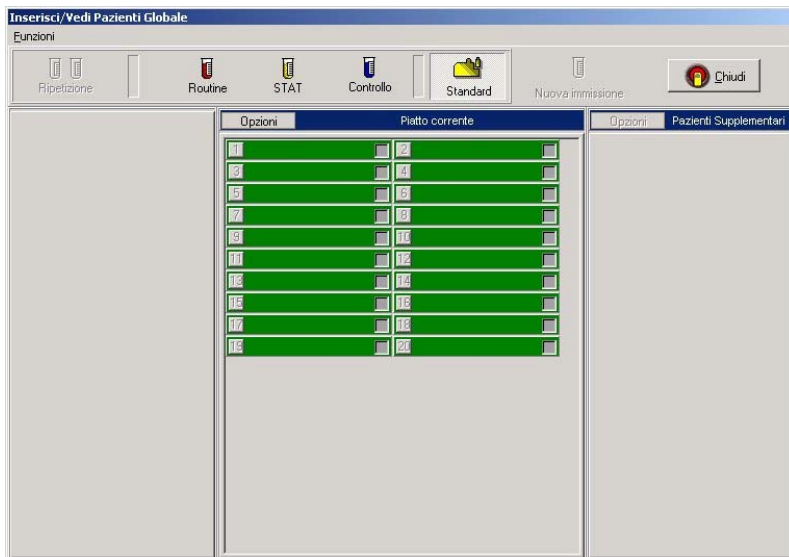 Inserisci/Vedi Pazienti Globale
Funzioni
Ripetizione Routine STAT Controllo Standard Nuova immissione Chiudi
Opzioni Piatto corrente Opzioni Pazienti Supplementari
1 2
3 4
5 6
7 8
9 10
11 12
13 14
15 16
17 18
19 20